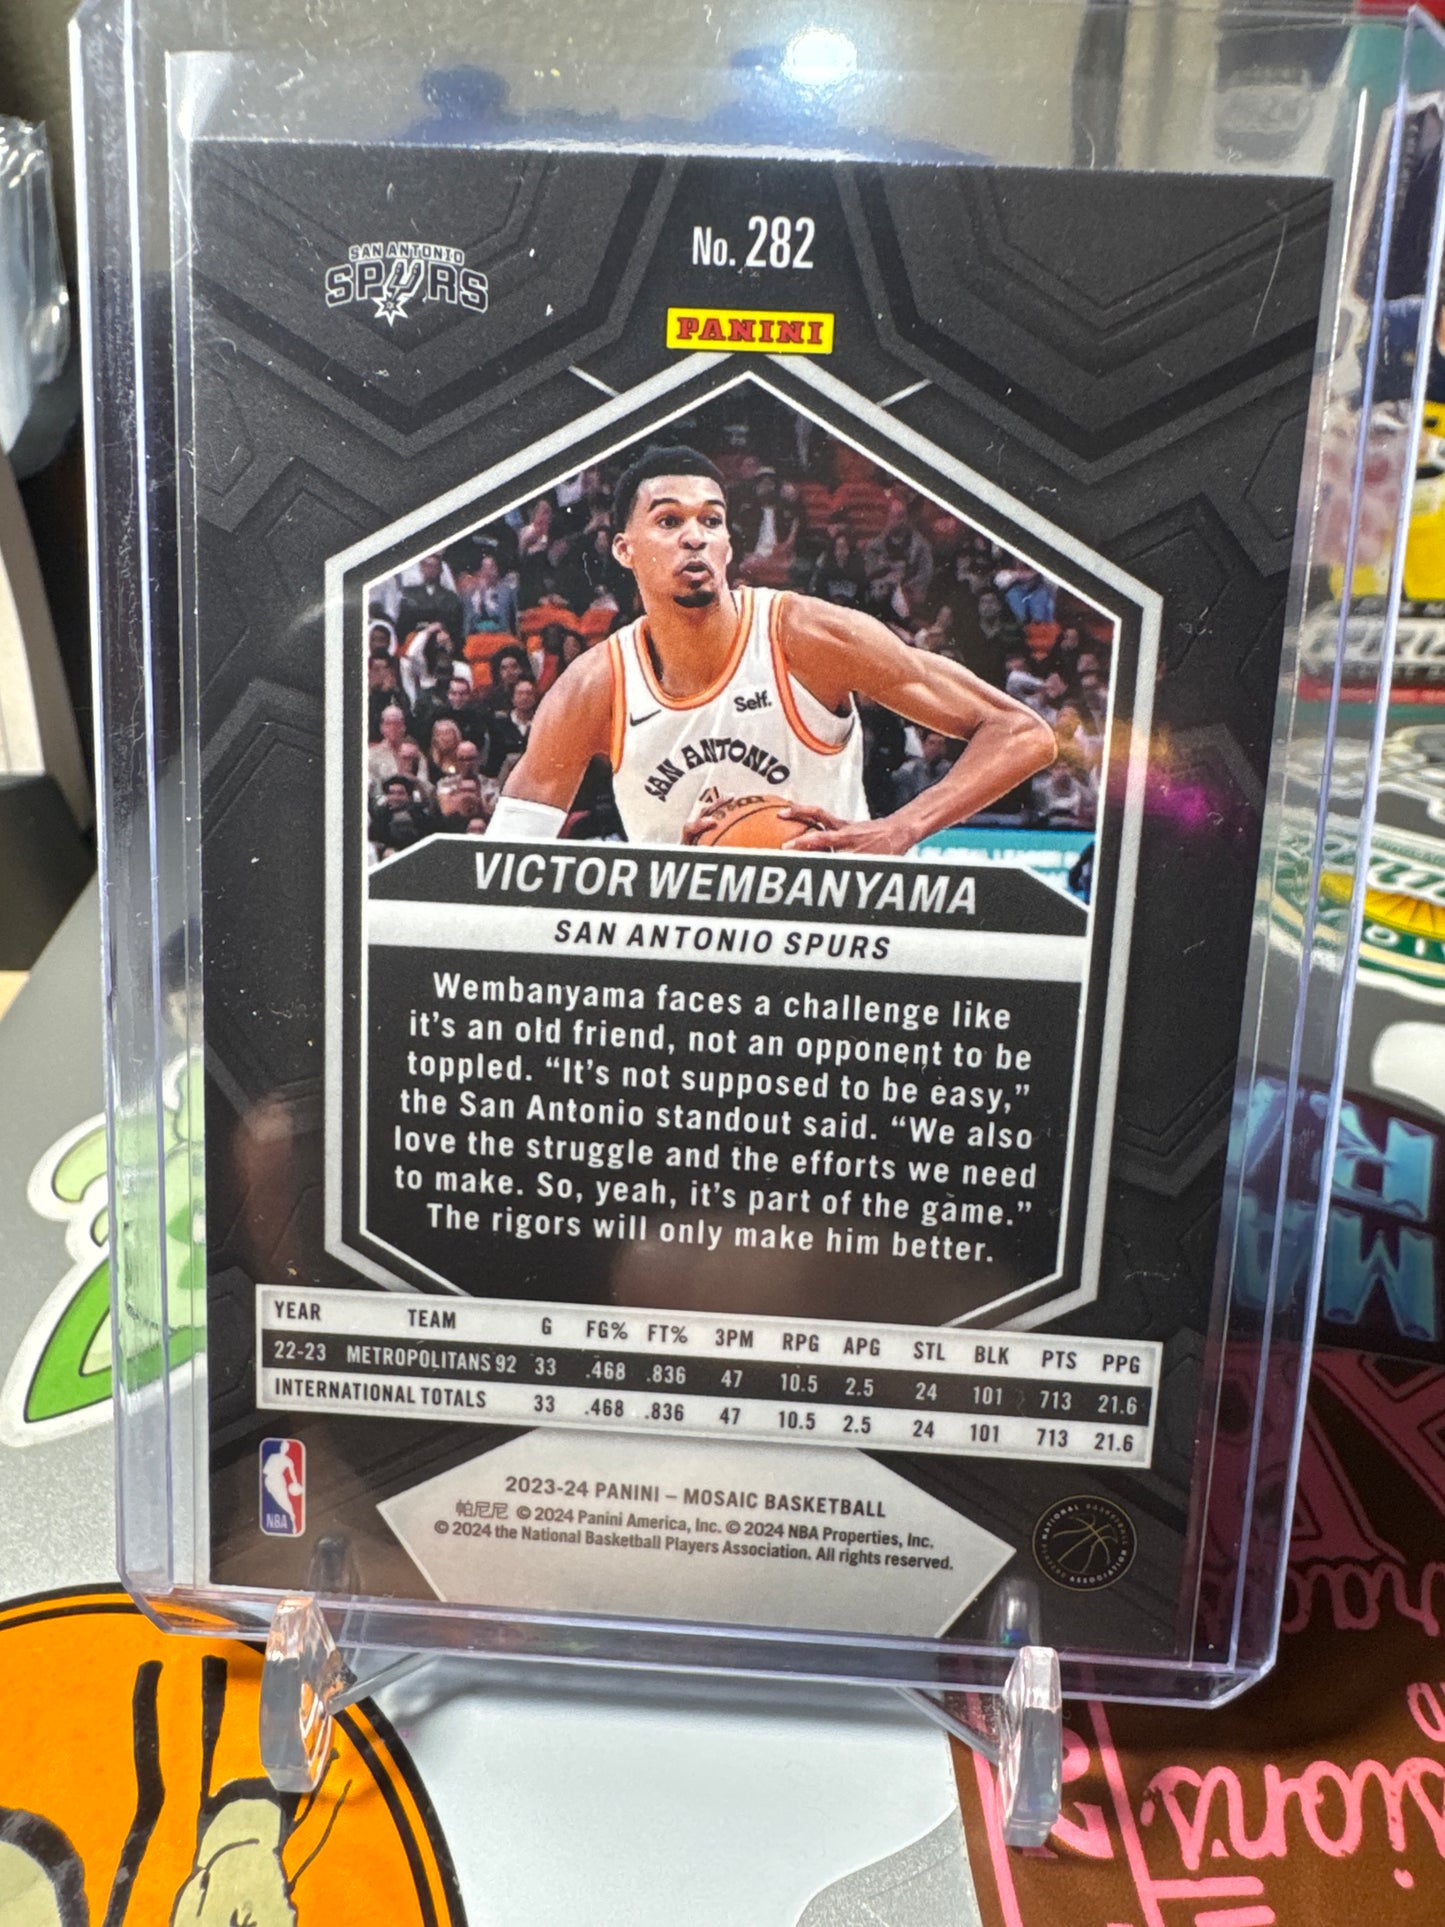 No. 282
SAN ANTONIO
SPURS
PANINI
Self.
SAN ANTONIO
VICTOR WEMBANYAMA
SAN ANTONIO SPURS
Wembanyama faces a challenge like
it's an old friend, not an opponent to be
toppled. “It's not supposed to be easy,”
the San Antonio standout said. “We also
love the struggle and the efforts we need
to make. So, yeah, it's part of the game.”
The rigors will only make him better.
YEAR TEAM G FG% FT% 3PM RPG APG STL BLK PTS PPG
22-23 METROPOLITANS 92 33 .468 .836 47 10.5 2.5 24 101 713 21.6
INTERNATIONAL TOTALS 33 .468 .836 47 10.5 2.5 24 101 713 21.6
NBA
2023-24 PANINI – MOSAIC BASKETBALL
帕尼尼 © 2024 Panini America, Inc. © 2024 NBA Properties, Inc.
© 2024 the National Basketball Players Association. All rights reserved.
NATIONAL BASKETBALL
PLAYERS ASSOCIATION